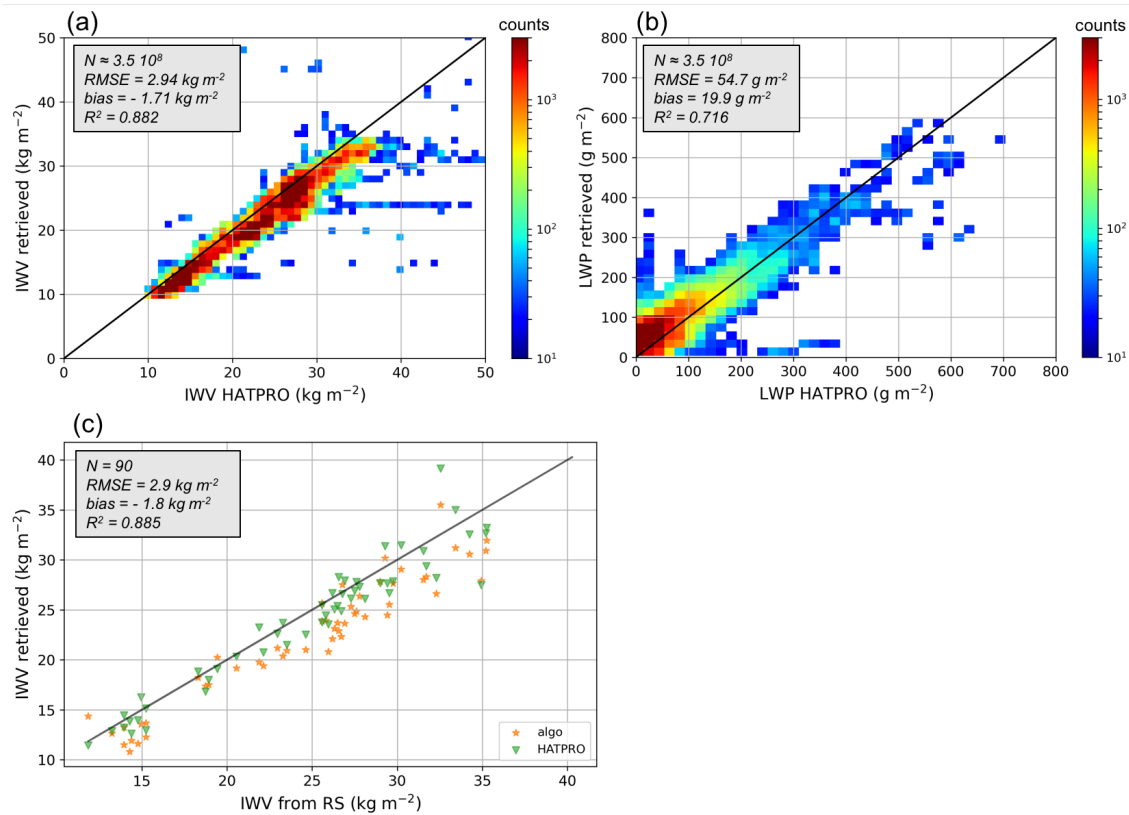 (a)
counts
N ≈ 3.5 10⁸
RMSE = 2.94 kg m⁻²
bias = - 1.71 kg m⁻²
R² = 0.882
50
40
30
20
10
0
IWV retrieved (kg m⁻²)
0 10 20 30 40 50
IWV HATPRO (kg m⁻²)
10³
10²
10¹
(b)
counts
N ≈ 3.5 10⁸
RMSE = 54.7 g m⁻²
bias = 19.9 g m⁻²
R² = 0.716
800
700
600
500
400
300
200
100
0
LWP retrieved (g m⁻²)
0 100 200 300 400 500 600 700 800
LWP HATPRO (g m⁻²)
10³
10²
10¹
(c)
N = 90
RMSE = 2.9 kg m⁻²
bias = - 1.8 kg m⁻²
R² = 0.885
40
35
30
25
20
15
10
IWV retrieved (kg m⁻²)
algo
HATPRO
15 20 25 30 35 40
IWV from RS (kg m⁻²)